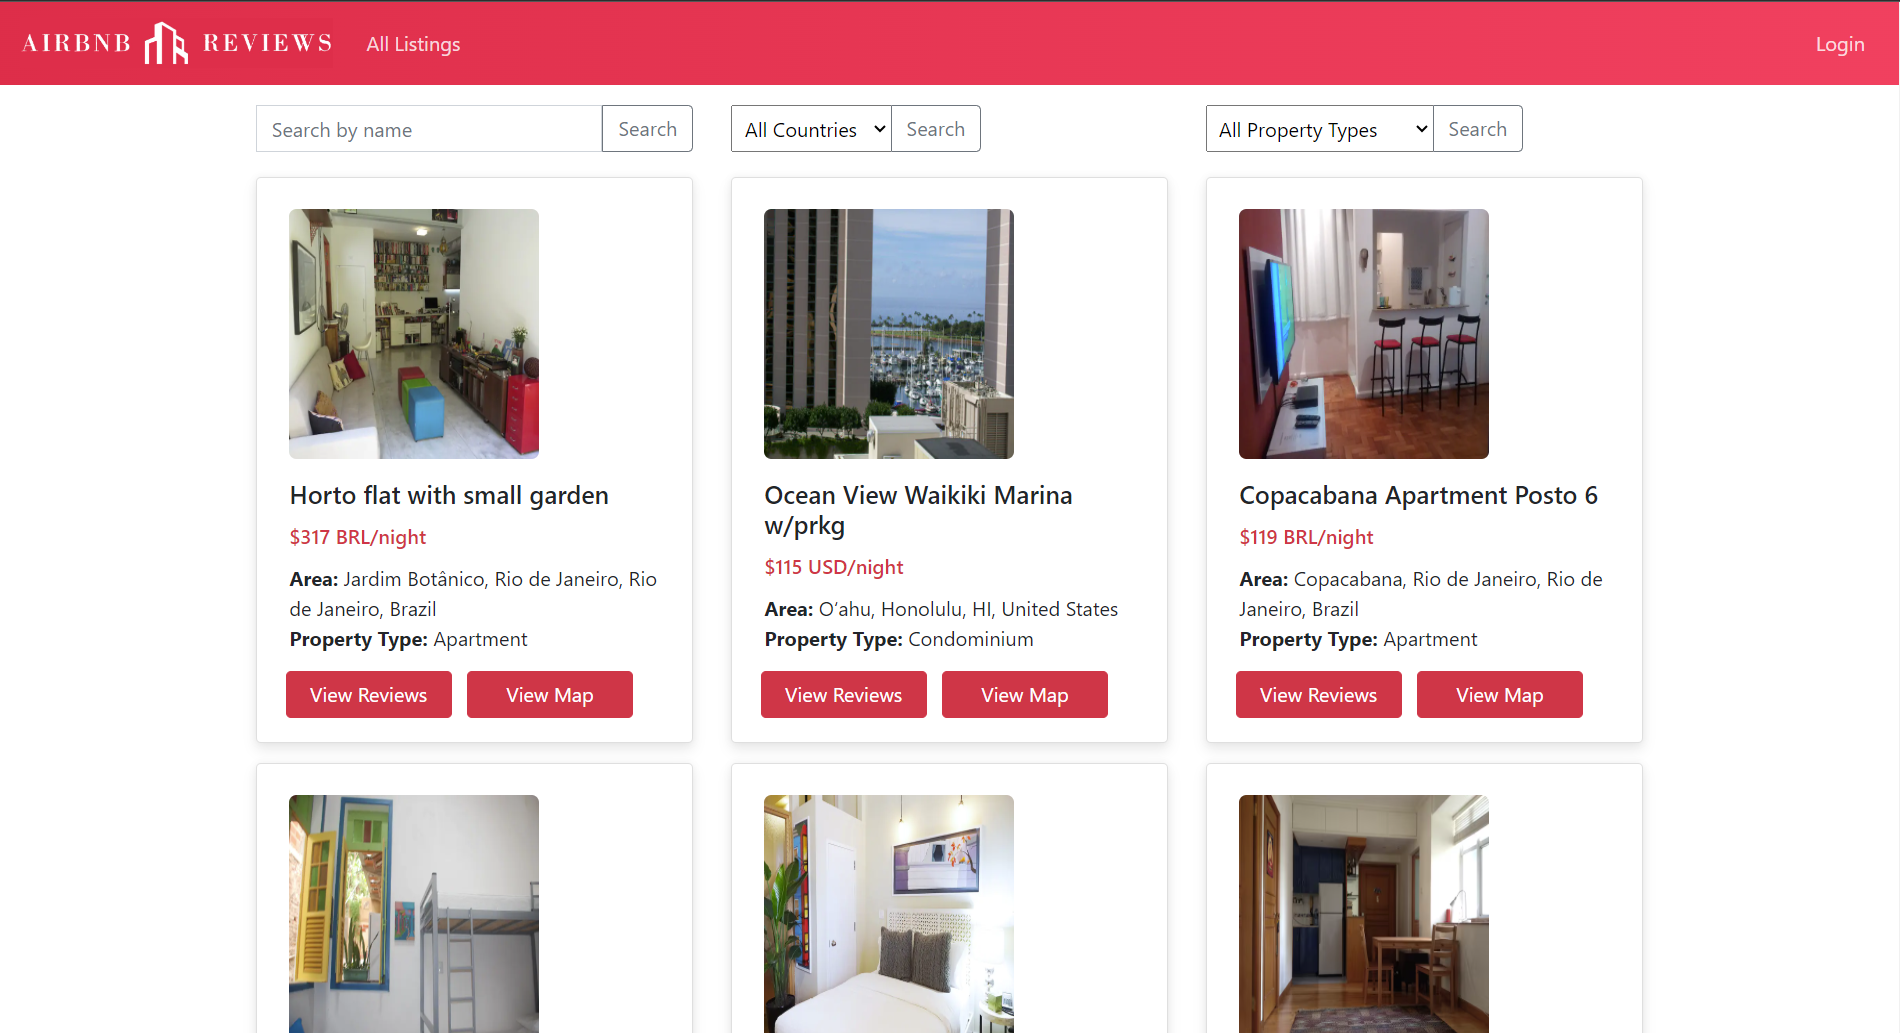 AIRBNB REVIEWS All Listings Login
Search by name Search All Countries Search All Property Types Search
Horto flat with small garden
$317 BRL/night
Area: Jardim Botânico, Rio de Janeiro, Rio
de Janeiro, Brazil
Property Type: Apartment
View Reviews View Map
Ocean View Waikiki Marina
w/prkg
$115 USD/night
Area: O‘ahu, Honolulu, HI, United States
Property Type: Condominium
View Reviews View Map
Copacabana Apartment Posto 6
$119 BRL/night
Area: Copacabana, Rio de Janeiro, Rio de
Janeiro, Brazil
Property Type: Apartment
View Reviews View Map